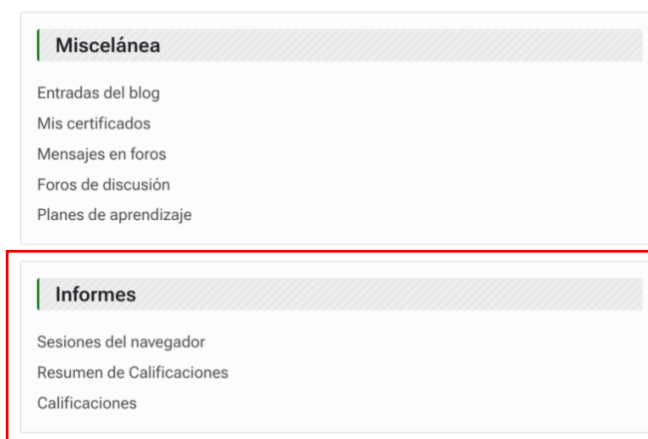 Miscelánea
Entradas del blog
Mis certificados
Mensajes en foros
Foros de discusión
Planes de aprendizaje
Informes
Sesiones del navegador
Resumen de Calificaciones
Calificaciones